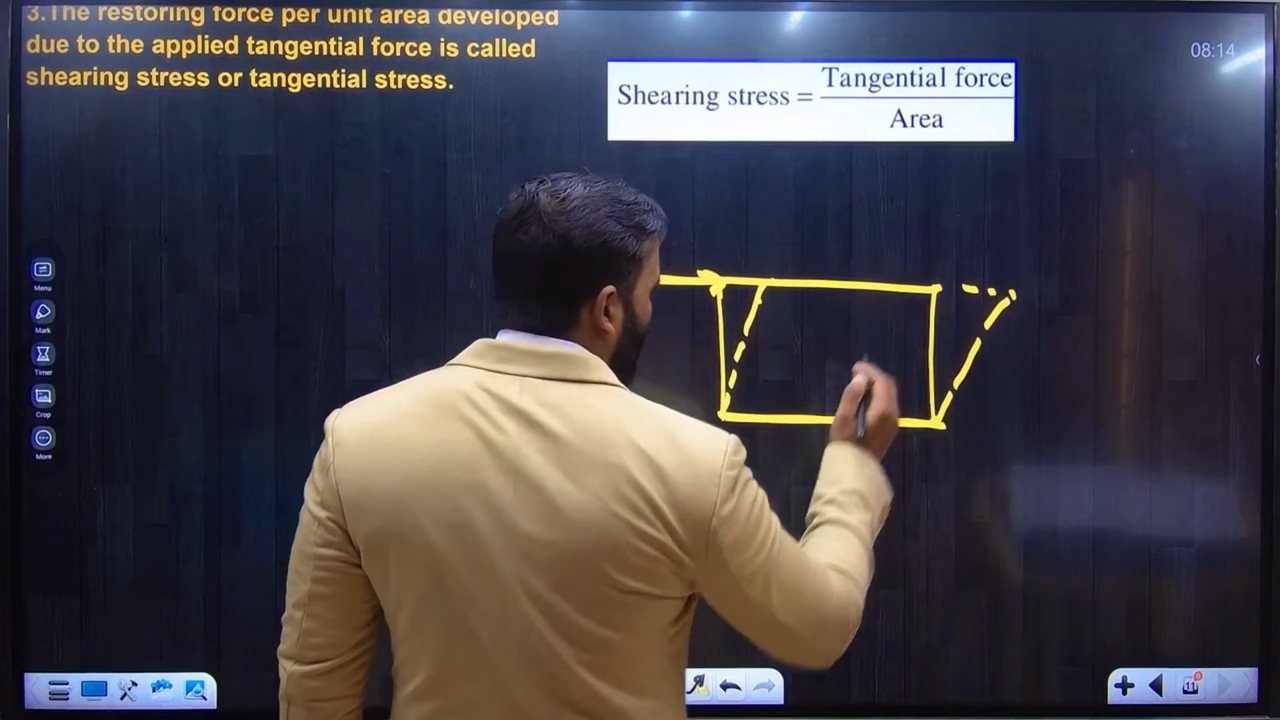 3.The restoring force per unit area developed
due to the applied tangential force is called
shearing stress or tangential stress.
08:14
Shearing stress = Tangential force
Area
Menu
Mark
Timer
Crop
More
11